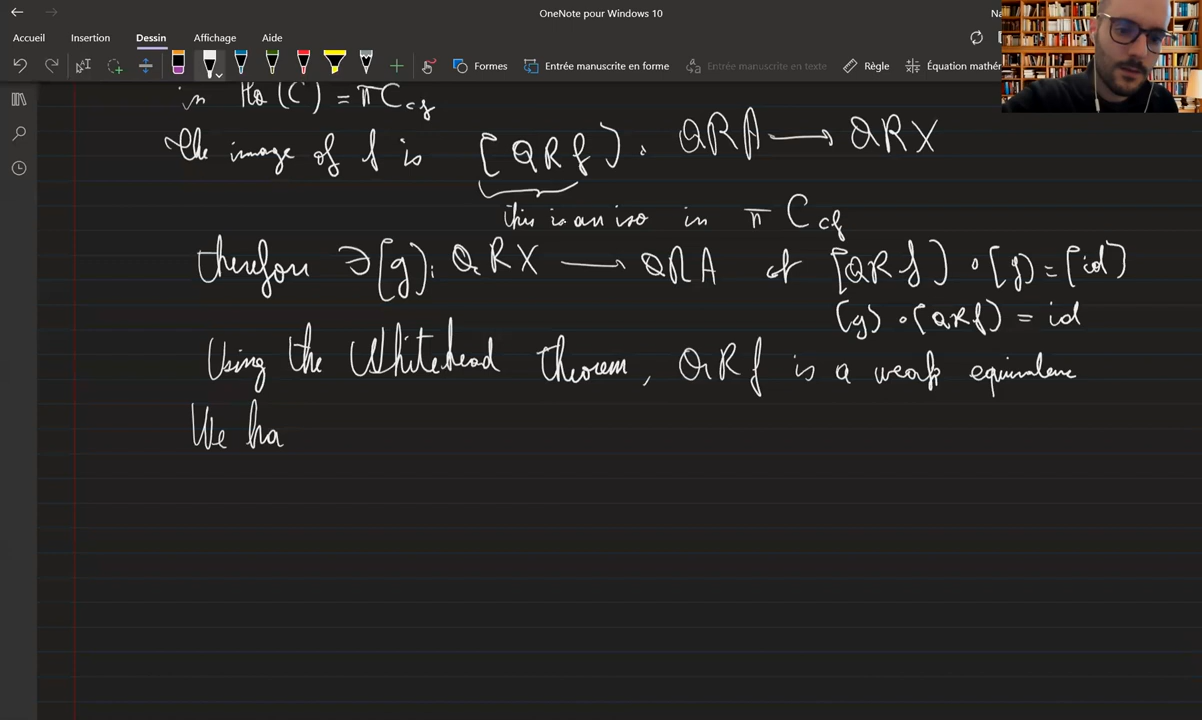 OneNote pour Windows 10
Accueil Insertion Dessin Affichage Aide
Formes Entrée manuscrite en forme Entrée manuscrite en texte Règle Équation mathém
in Ho(C) = πC_cf
the image of f is [QRf] : QRA → QRX
this is an iso in π C_cf
therefore ∃[g]: QRX → QRA st [QRf] ∘ [g] = [id]
[g] ∘ [QRf] = id
Using the Whitehead theorem, QRf is a weak equivalence
We ha